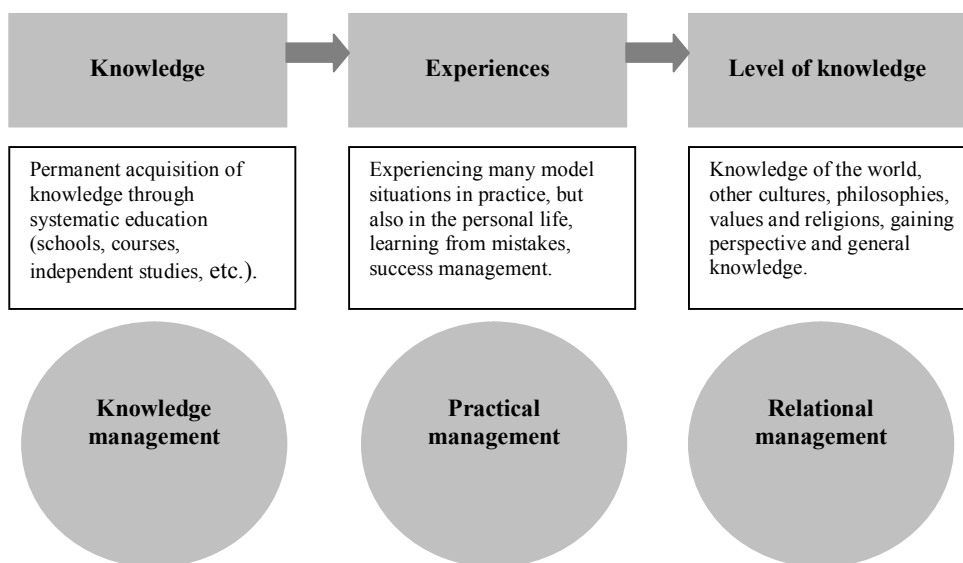 Knowledge
Experiences
Level of knowledge
Permanent acquisition of
knowledge through
systematic education
(schools, courses,
independent studies, etc.).
Experiencing many model
situations in practice, but
also in the personal life,
learning from mistakes,
success management.
Knowledge of the world,
other cultures, philosophies,
values and religions, gaining
perspective and general
knowledge.
Knowledge
management
Practical
management
Relational
management